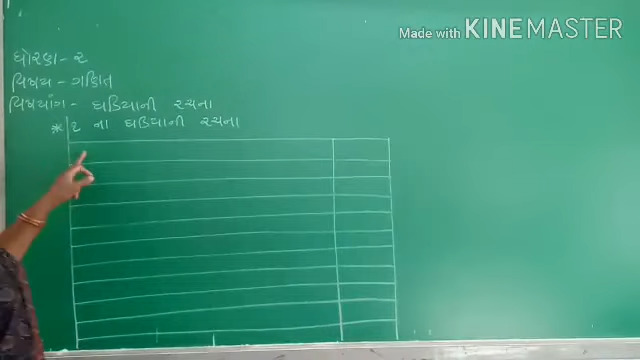 Made with KINEMASTER
ધોરણ - ૨
વિષય - ગણિત
વિષયાંગ - ઘડિયાની રચના
* ૨ ના ઘડિયાની રચના